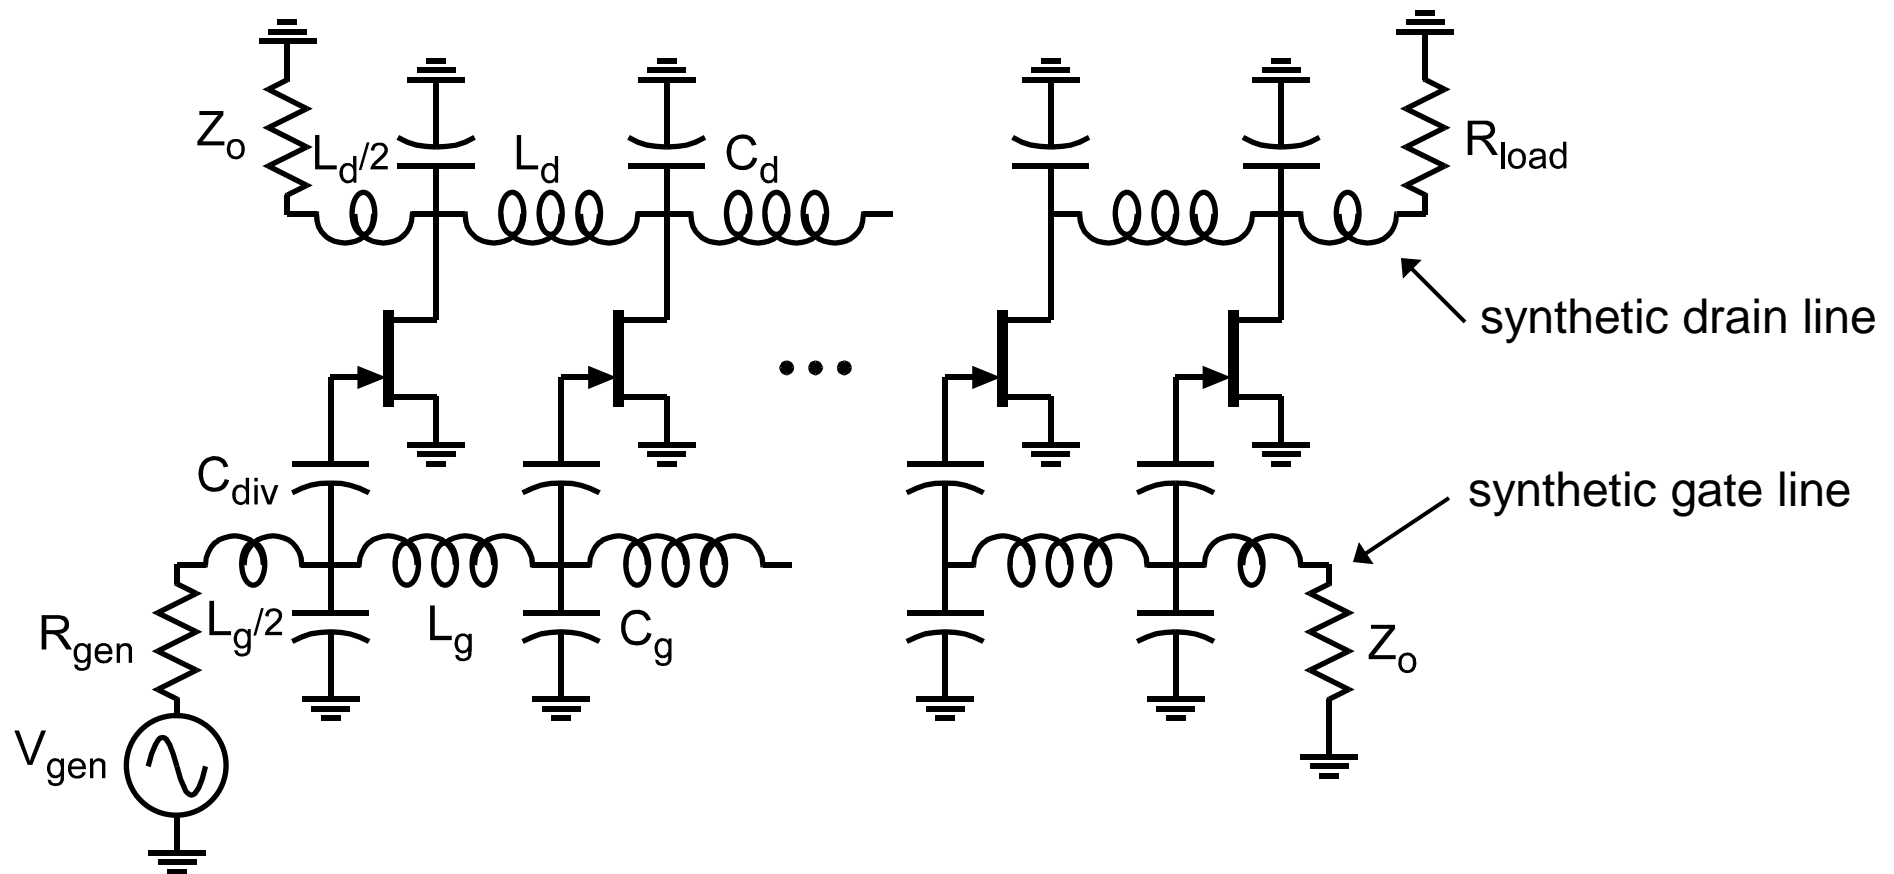 Zo
Ld/2
Ld
Cd
Rload
synthetic drain line
Cdiv
synthetic gate line
Rgen
Lg/2
Lg
Cg
Zo
Vgen